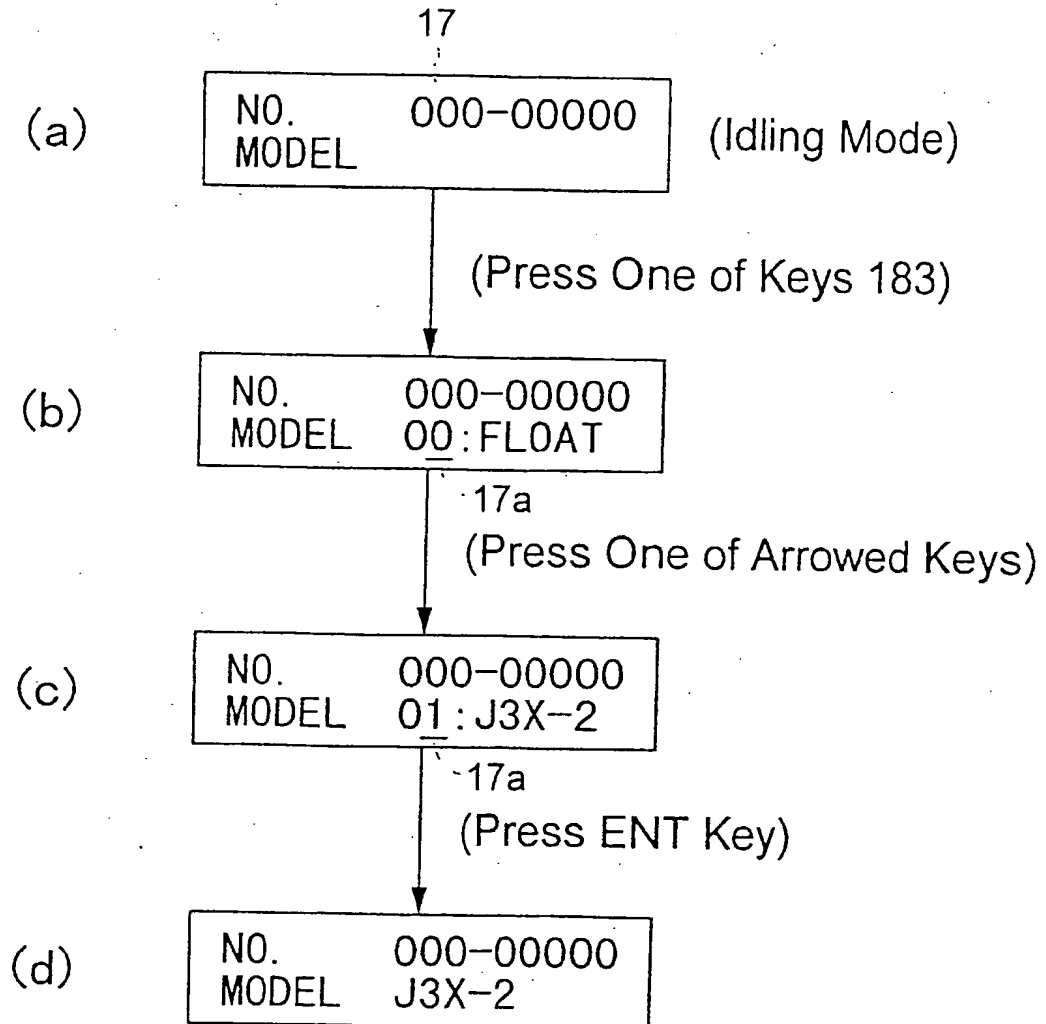 17
(a)
NO. 000-00000
MODEL
(Idling Mode)
(Press One of Keys 183)
(b)
NO. 000-00000
MODEL 00:FLOAT
17a
(Press One of Arrowed Keys)
(c)
NO. 000-00000
MODEL 01:J3X-2
17a
(Press ENT Key)
(d)
NO. 000-00000
MODEL J3X-2